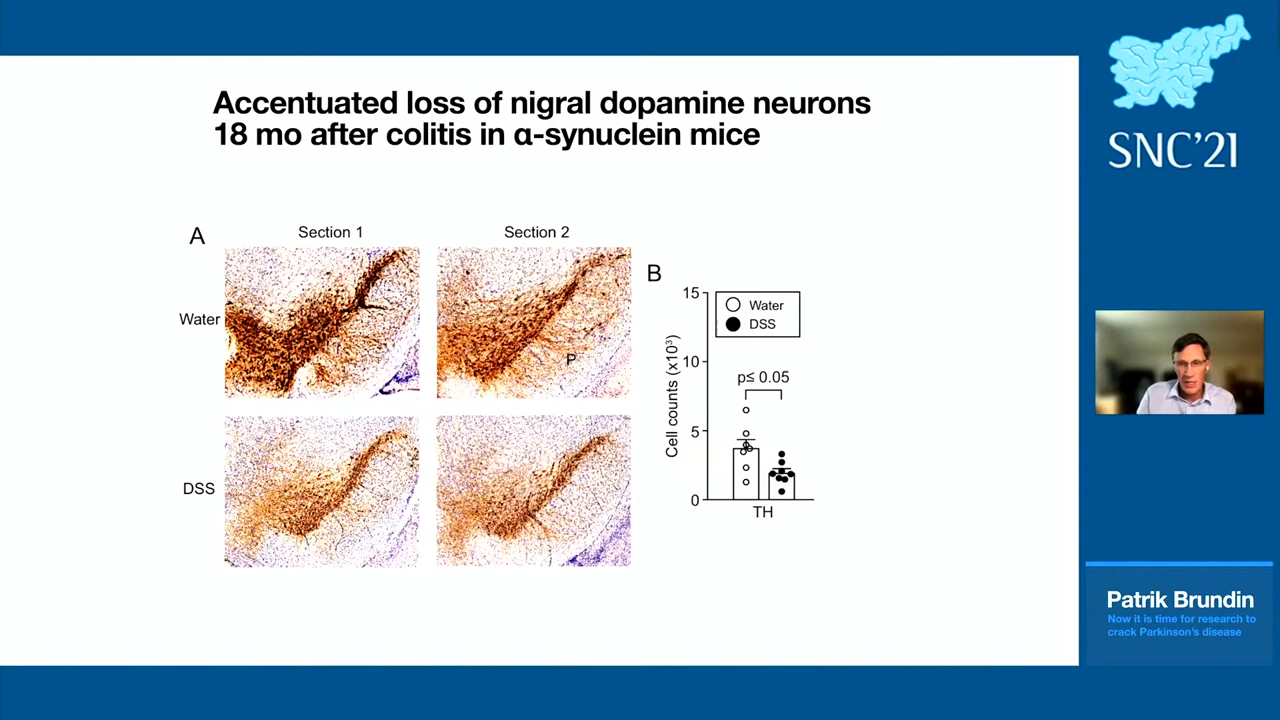 Accentuated loss of nigral dopamine neurons
18 mo after colitis in α-synuclein mice
A
Section 1
Section 2
Water
P
DSS
B
15
10
5
0
Cell counts (x10³)
Water
DSS
p≤ 0.05
TH
SNC'21
Patrik Brundin
Now it is time for research to
crack Parkinson's disease